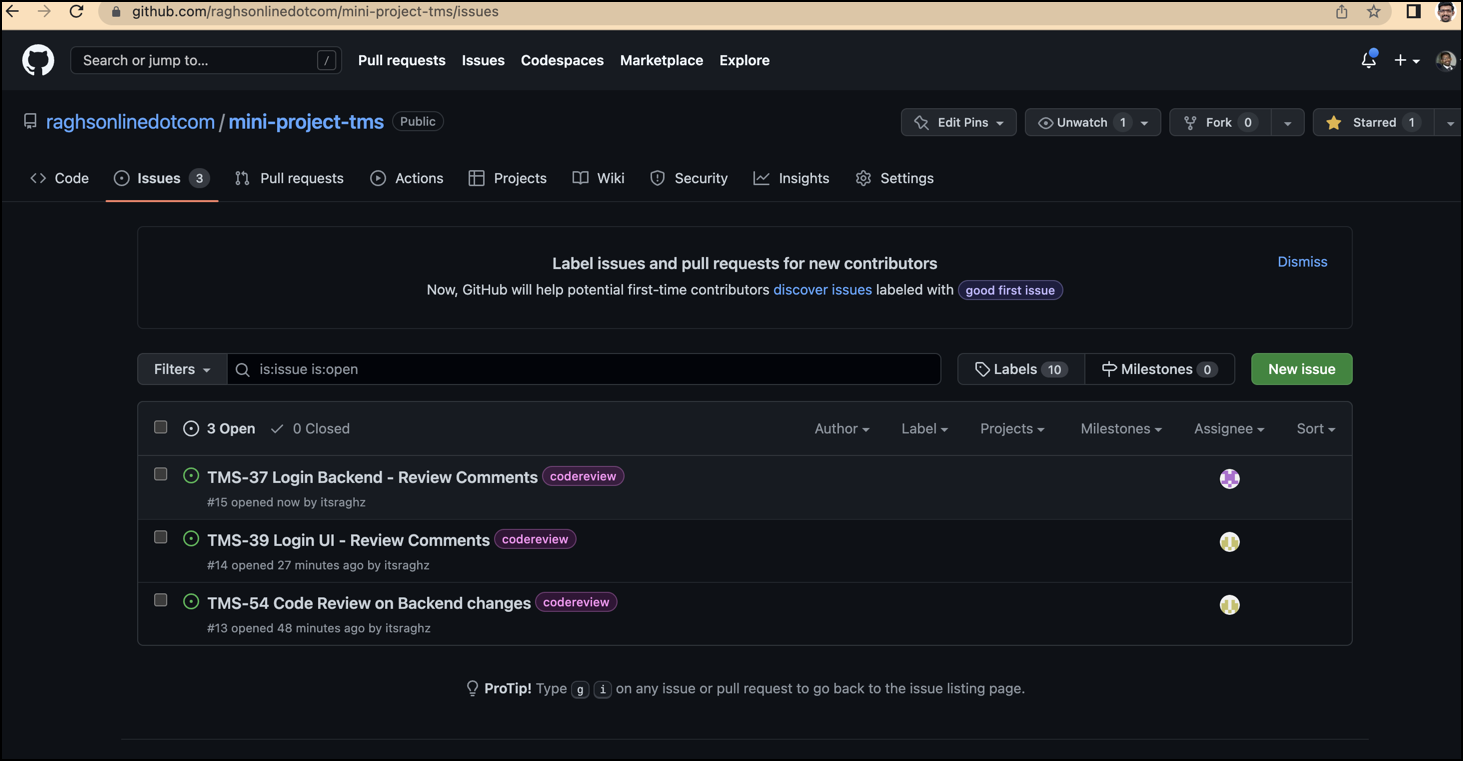 github.com/raghsonlinedotcom/mini-project-tms/issues
Search or jump to... / Pull requests Issues Codespaces Marketplace Explore
raghsonlinedotcom / mini-project-tms Public Edit Pins Unwatch 1 Fork 0 Starred 1
Code Issues 3 Pull requests Actions Projects Wiki Security Insights Settings
Label issues and pull requests for new contributors Dismiss
Now, GitHub will help potential first-time contributors discover issues labeled with good first issue
Filters is:issue is:open Labels 10 Milestones 0 New issue
3 Open 0 Closed Author Label Projects Milestones Assignee Sort
TMS-37 Login Backend - Review Comments codereview
#15 opened now by itsraghz
TMS-39 Login UI - Review Comments codereview
#14 opened 27 minutes ago by itsraghz
TMS-54 Code Review on Backend changes codereview
#13 opened 48 minutes ago by itsraghz
ProTip! Type g i on any issue or pull request to go back to the issue listing page.